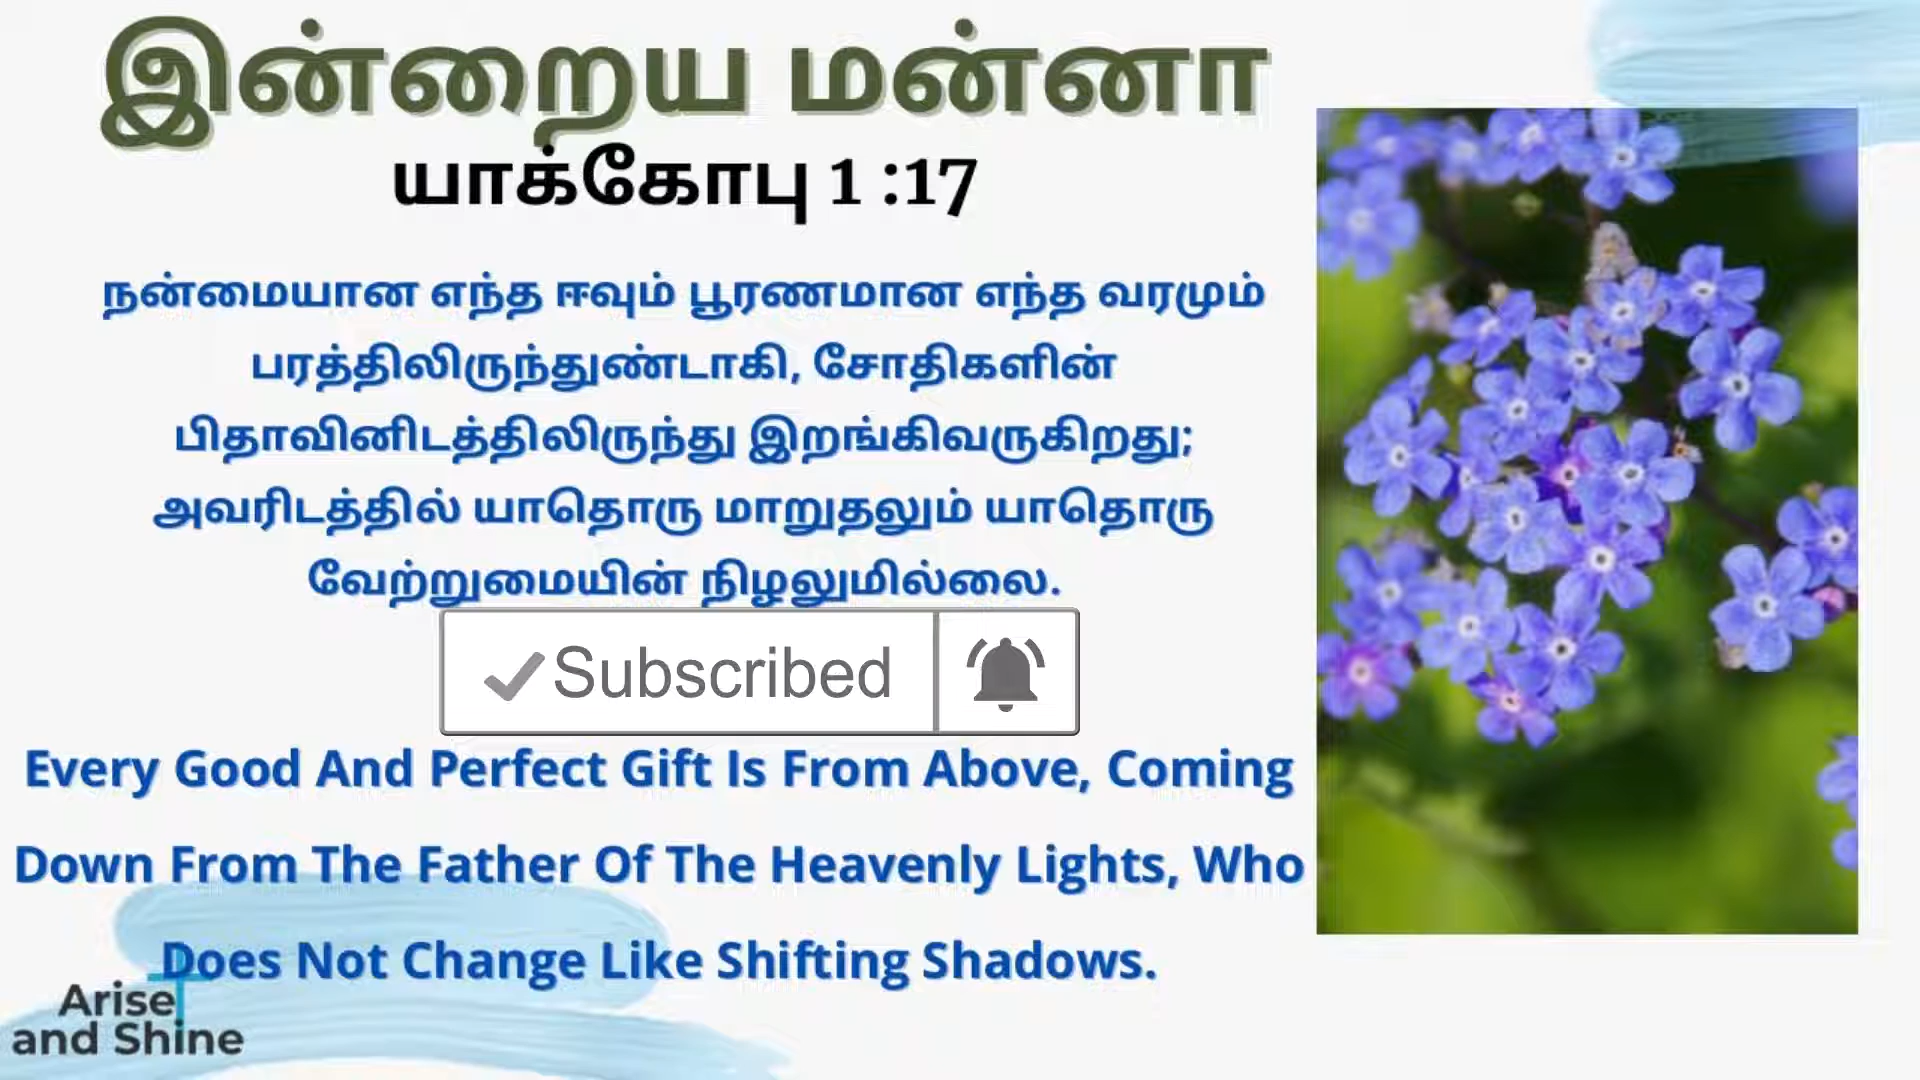 இன்றைய மன்னா
யாக்கோபு 1 :17
நன்மையான எந்த ஈவும் பூரணமான எந்த வரமும்
பரத்திலிருந்துண்டாகி, சோதிகளின்
பிதாவினிடத்திலிருந்து இறங்கிவருகிறது;
அவரிடத்தில் யாதொரு மாறுதலும் யாதொரு
வேற்றுமையின் நிழலுமில்லை.
Subscribed
Every Good And Perfect Gift Is From Above, Coming
Down From The Father Of The Heavenly Lights, Who
Does Not Change Like Shifting Shadows.
Arise
and Shine